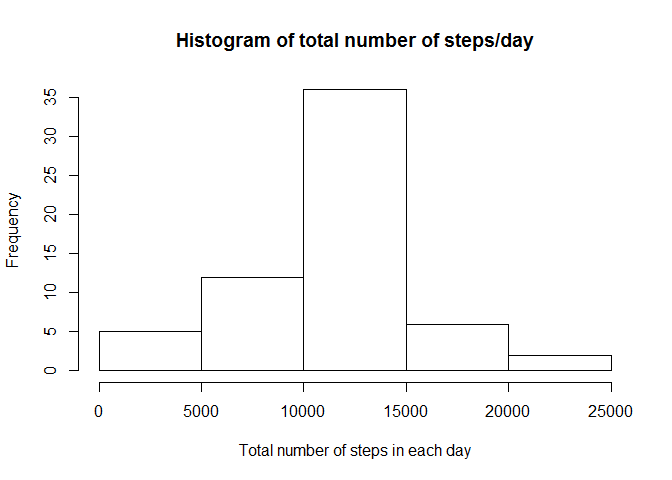 Histogram of total number of steps/day
Frequency
35
30
25
20
15
10
5
0
0 5000 10000 15000 20000 25000
Total number of steps in each day